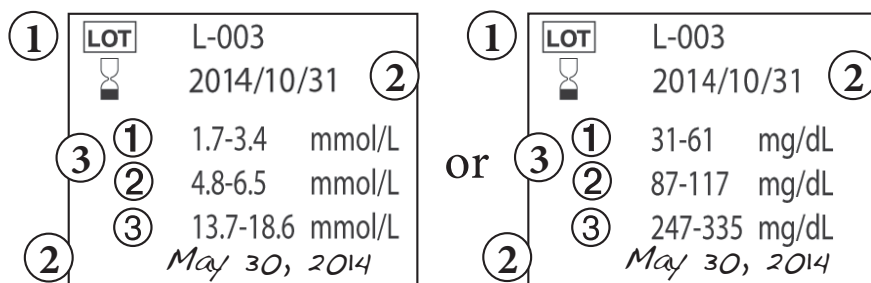 ① LOT L-003
2014/10/31 ②
③ ① 1.7-3.4 mmol/L
② 4.8-6.5 mmol/L
③ 13.7-18.6 mmol/L
② May 30, 2014
or
① LOT L-003
2014/10/31 ②
③ ① 31-61 mg/dL
② 87-117 mg/dL
③ 247-335 mg/dL
② May 30, 2014